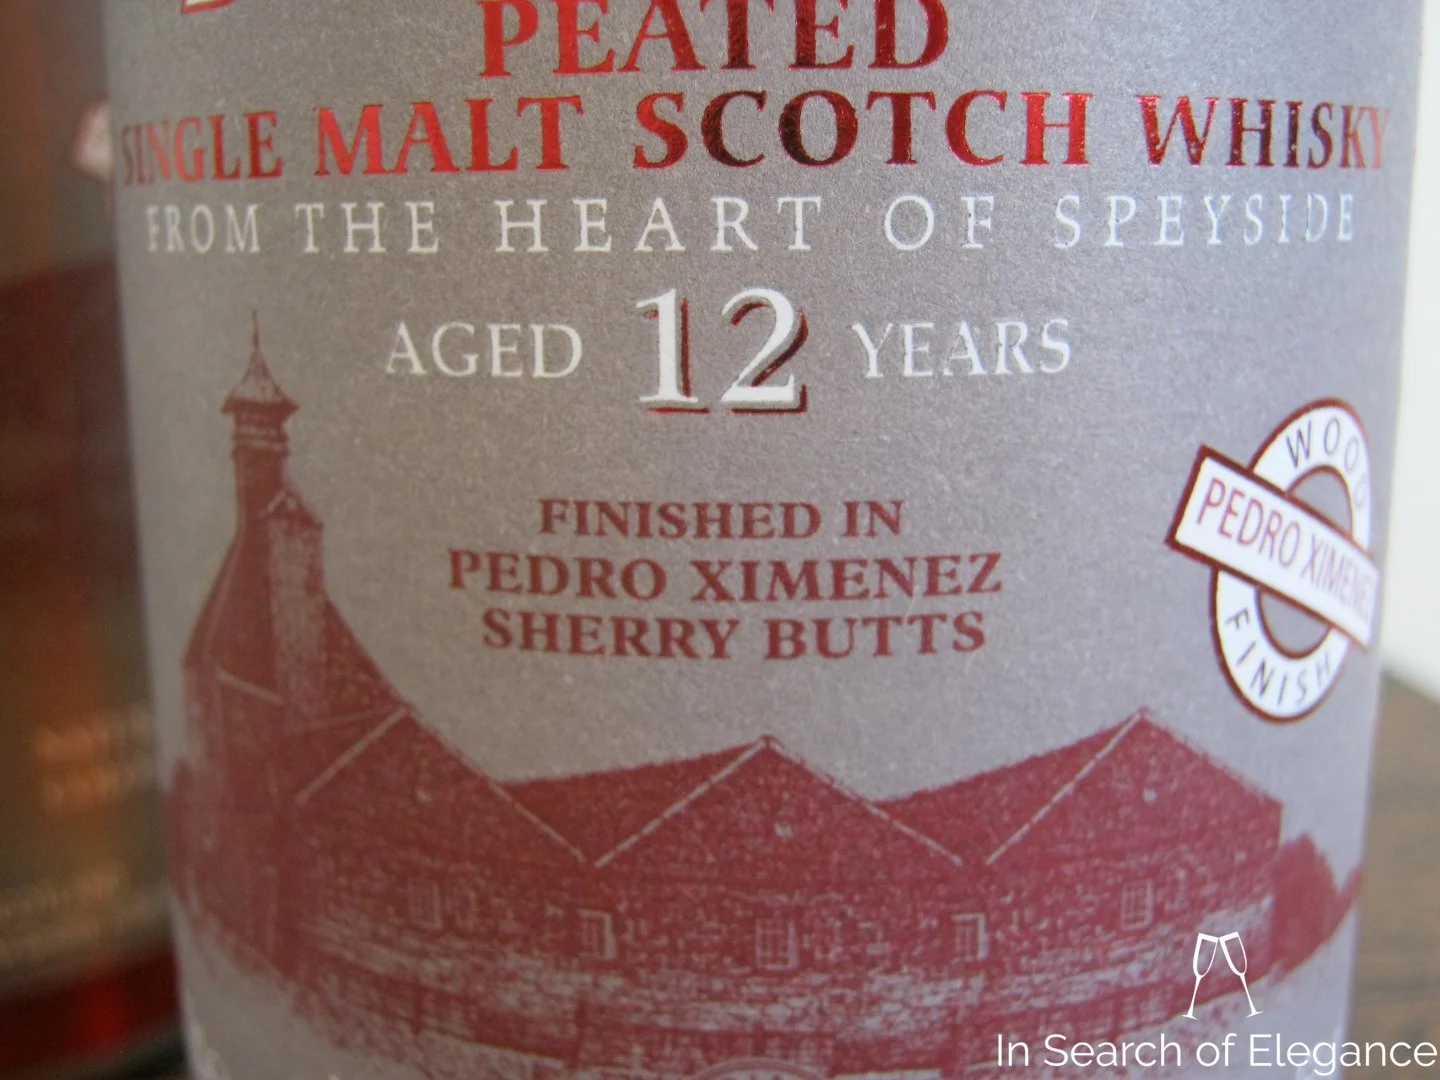 PEATED
SINGLE MALT SCOTCH WHISKY
FROM THE HEART OF SPEYSIDE
AGED 12 YEARS
FINISHED IN
PEDRO XIMENEZ
SHERRY BUTTS
WOOD
PEDRO XIMENEZ
FINISH
In Search of Elegance